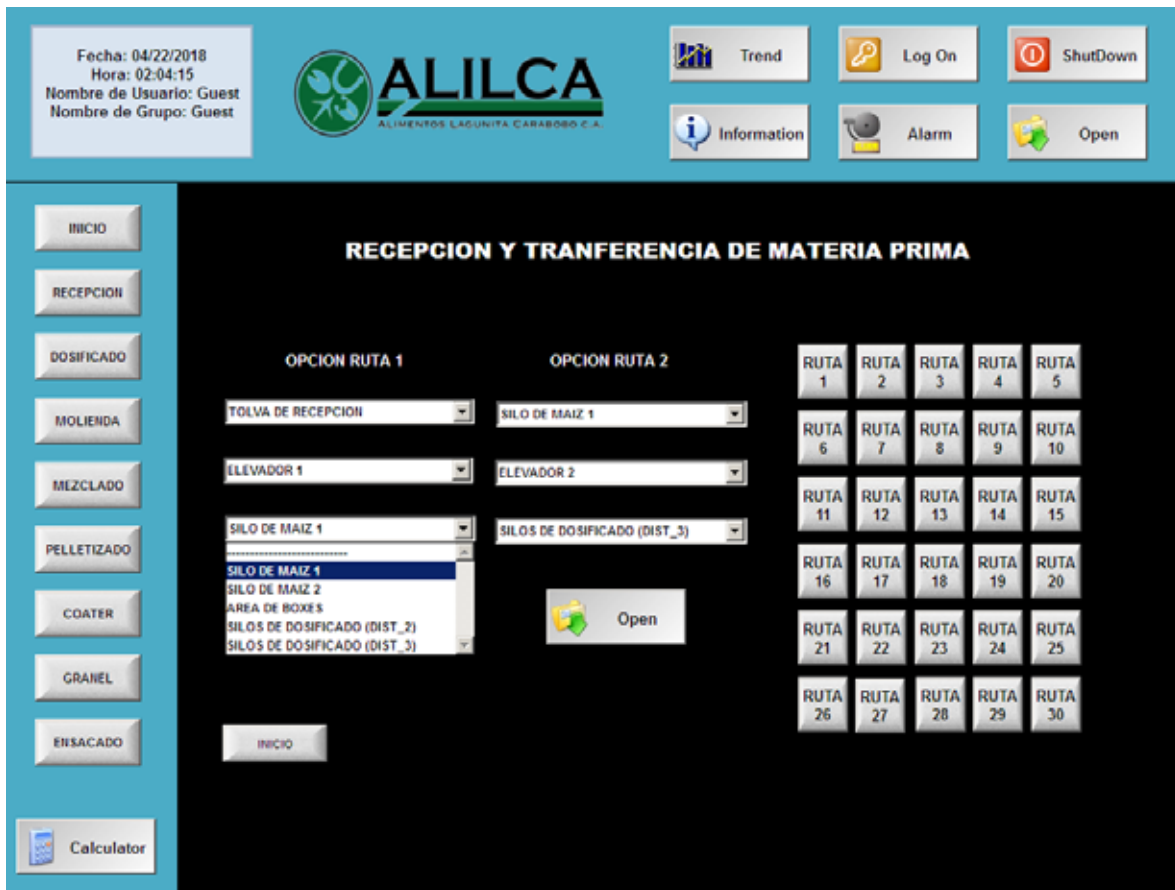 Fecha: 04/22/2018
Hora: 02:04:15
Nombre de Usuario: Guest
Nombre de Grupo: Guest
ALILCA
ALIMENTOS LAGUNITA CARABOBO C.A.
Trend
Log On
ShutDown
Information
Alarm
Open
INICIO
RECEPCION
DOSIFICADO
MOLIENDA
MEZCLADO
PELLETIZADO
COATER
GRANEL
ENSACADO
Calculator
RECEPCION Y TRANFERENCIA DE MATERIA PRIMA
OPCION RUTA 1
TOLVA DE RECEPCION
ELEVADOR 1
SILO DE MAIZ 1
---------------------------
SILO DE MAIZ 1
SILO DE MAIZ 2
AREA DE BOXES
SILOS DE DOSIFICADO (DIST_2)
SILOS DE DOSIFICADO (DIST_3)
INICIO
OPCION RUTA 2
SILO DE MAIZ 1
ELEVADOR 2
SILOS DE DOSIFICADO (DIST_3)
Open
RUTA 1
RUTA 2
RUTA 3
RUTA 4
RUTA 5
RUTA 6
RUTA 7
RUTA 8
RUTA 9
RUTA 10
RUTA 11
RUTA 12
RUTA 13
RUTA 14
RUTA 15
RUTA 16
RUTA 17
RUTA 18
RUTA 19
RUTA 20
RUTA 21
RUTA 22
RUTA 23
RUTA 24
RUTA 25
RUTA 26
RUTA 27
RUTA 28
RUTA 29
RUTA 30